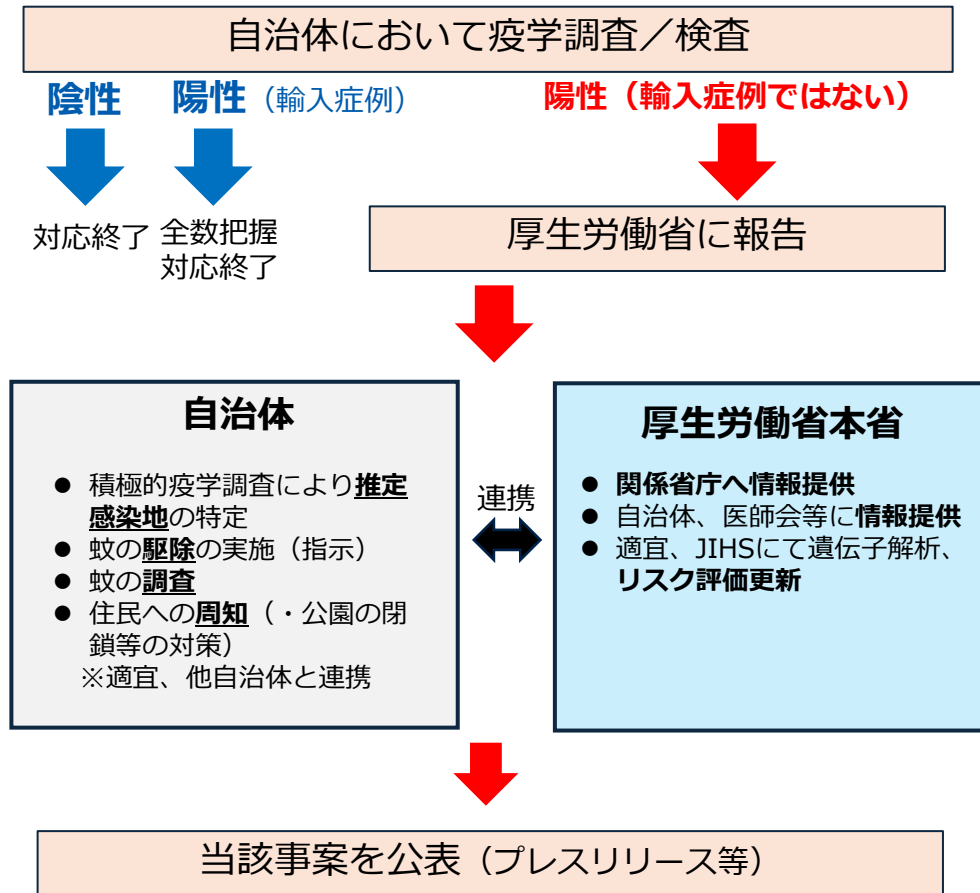 自治体において疫学調査／検査
陰性
陽性（輸入症例）
陽性（輸入症例ではない）
対応終了
全数把握
対応終了
厚生労働省に報告
自治体
● 積極的疫学調査により推定
感染地の特定
● 蚊の駆除の実施（指示）
● 蚊の調査
● 住民への周知（・公園の閉
鎖等の対策）
※適宜、他自治体と連携
連携
厚生労働省本省
● 関係省庁へ情報提供
● 自治体、医師会等に情報提供
● 適宜、JIHSにて遺伝子解析、
リスク評価更新
当該事案を公表（プレスリリース等）